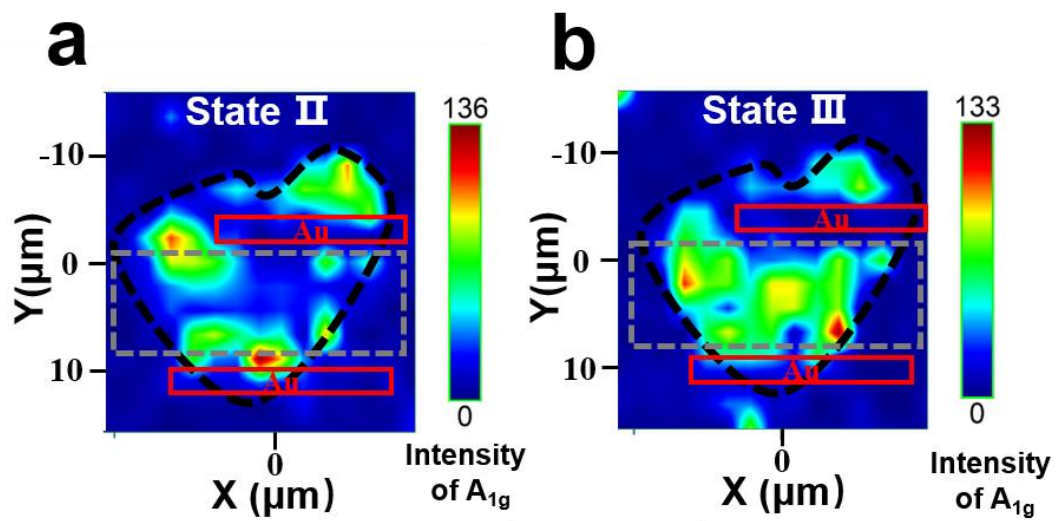 a
State II
136
-10
Au
0
Y(μm)
10
Au
0
0
X (μm)
Intensity
of A1g
b
State III
133
-10
Au
0
Y(μm)
10
Au
0
0
X (μm)
Intensity
of A1g